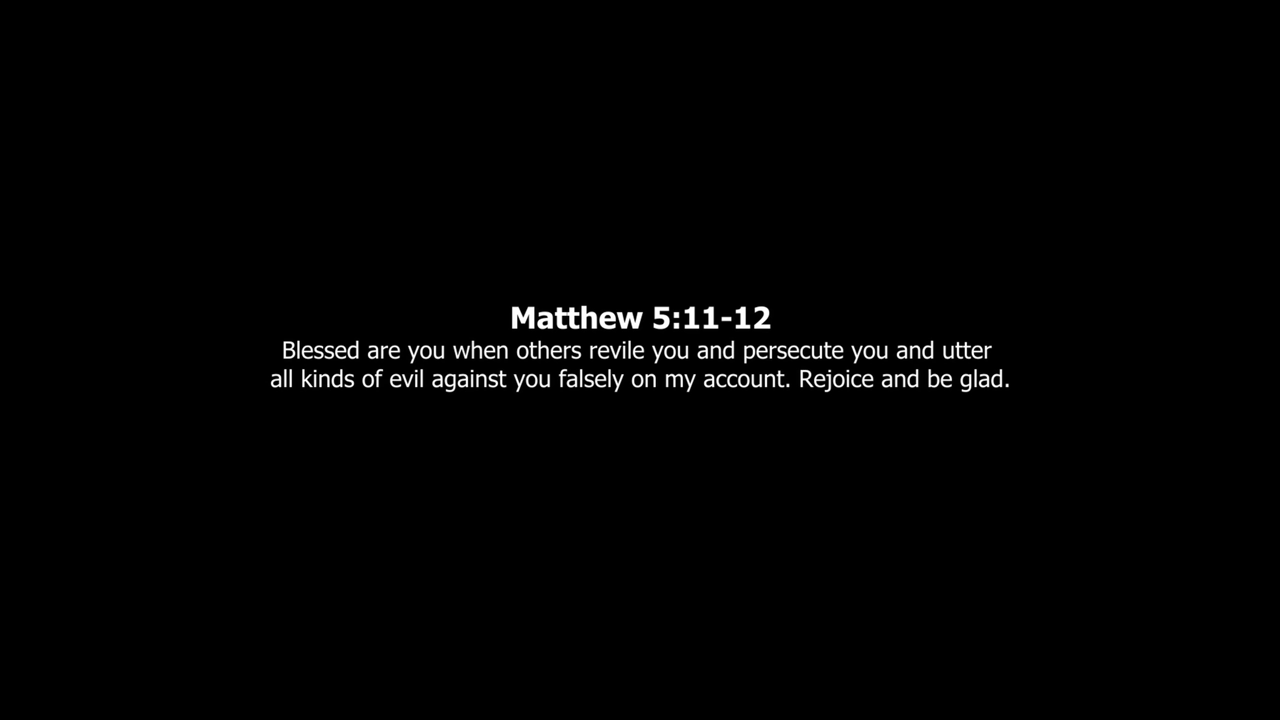 Matthew 5:11-12
Blessed are you when others revile you and persecute you and utter
all kinds of evil against you falsely on my account. Rejoice and be glad.